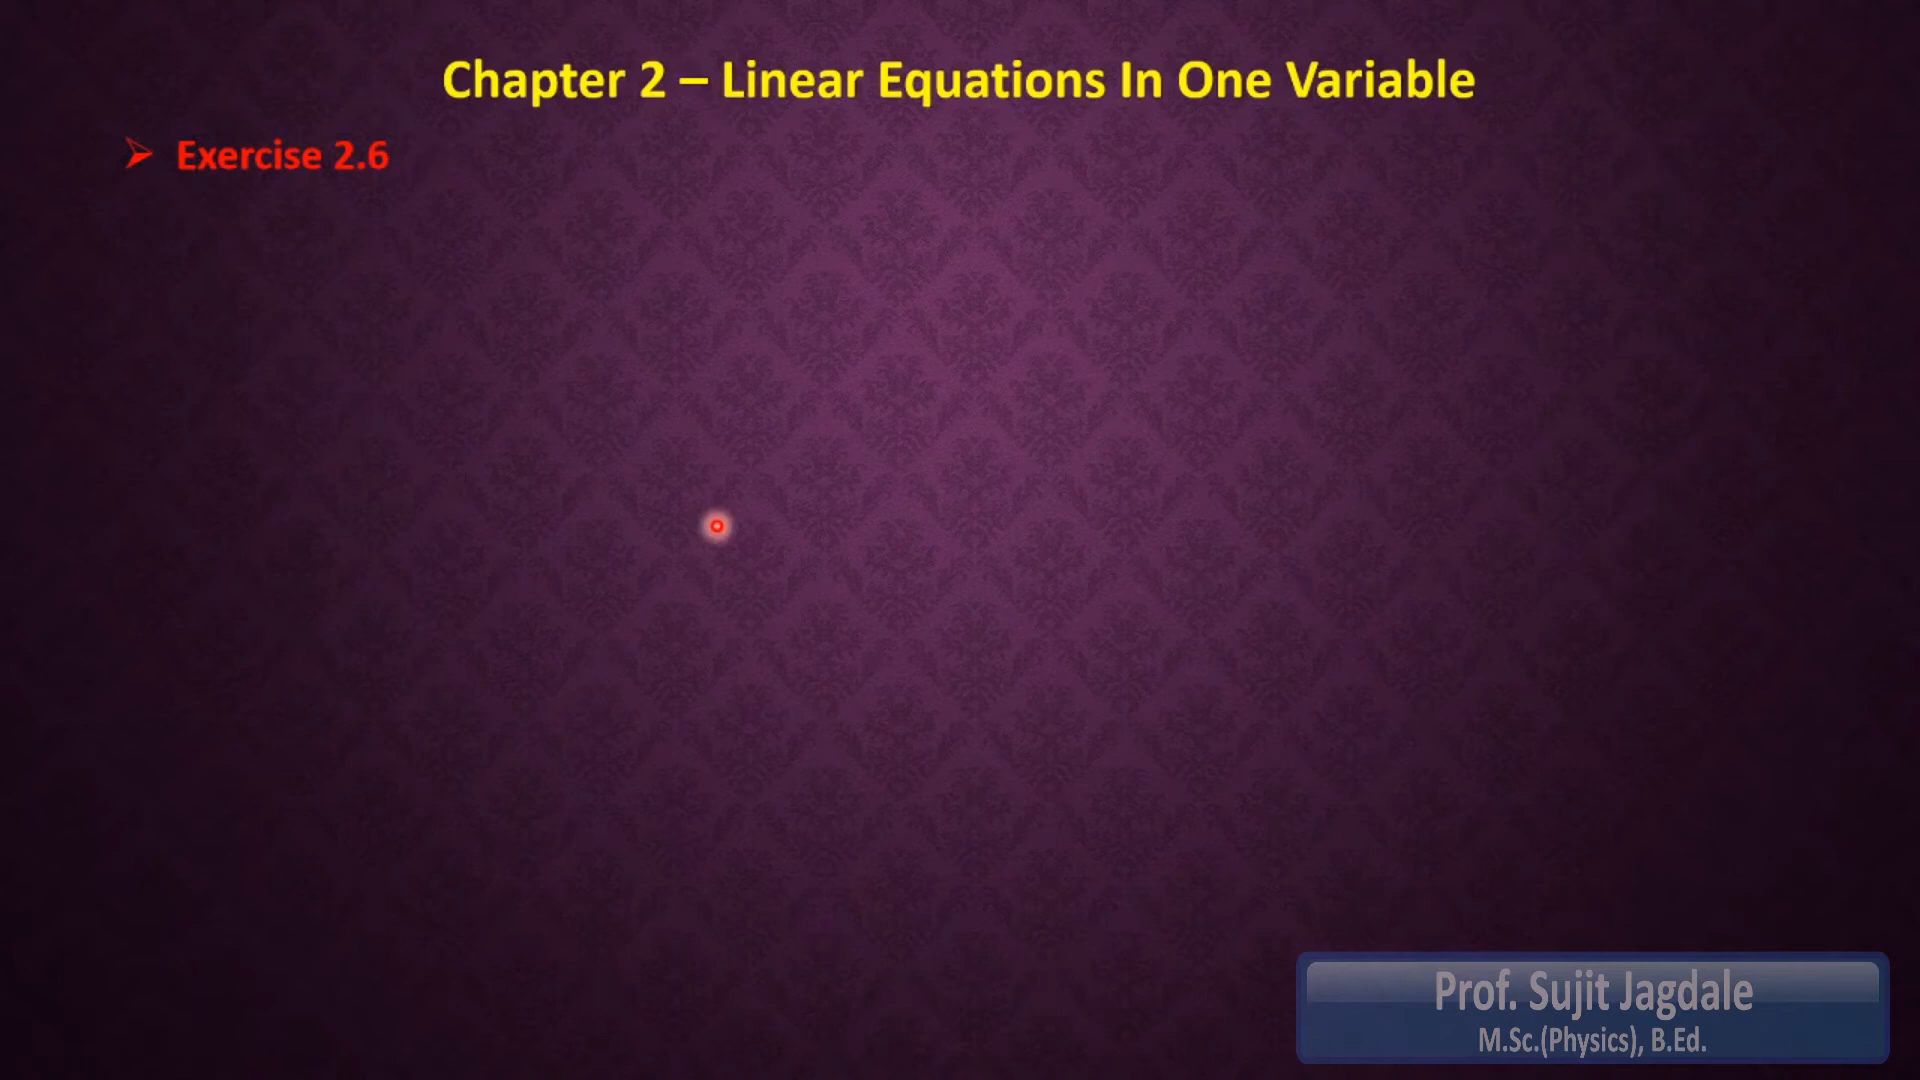 Chapter 2 – Linear Equations In One Variable
Exercise 2.6
Prof. Sujit Jagdale
M.Sc.(Physics), B.Ed.